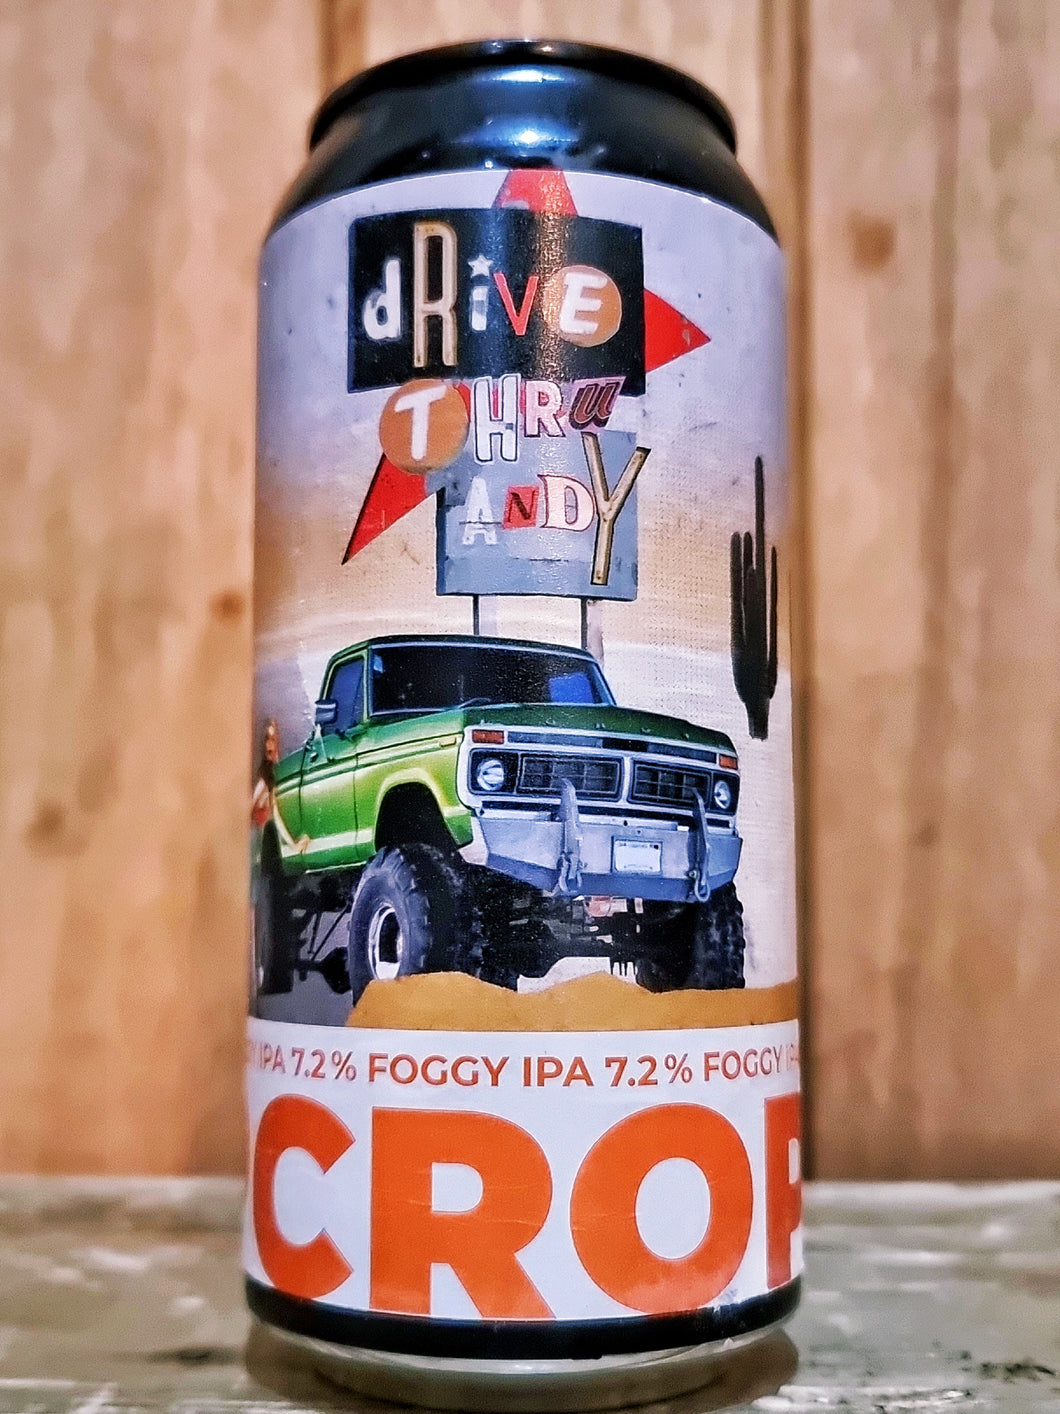 dRiVE
THRU
ANDY
IPA 7.2% FOGGY IPA 7.2% FOGGY
CROP